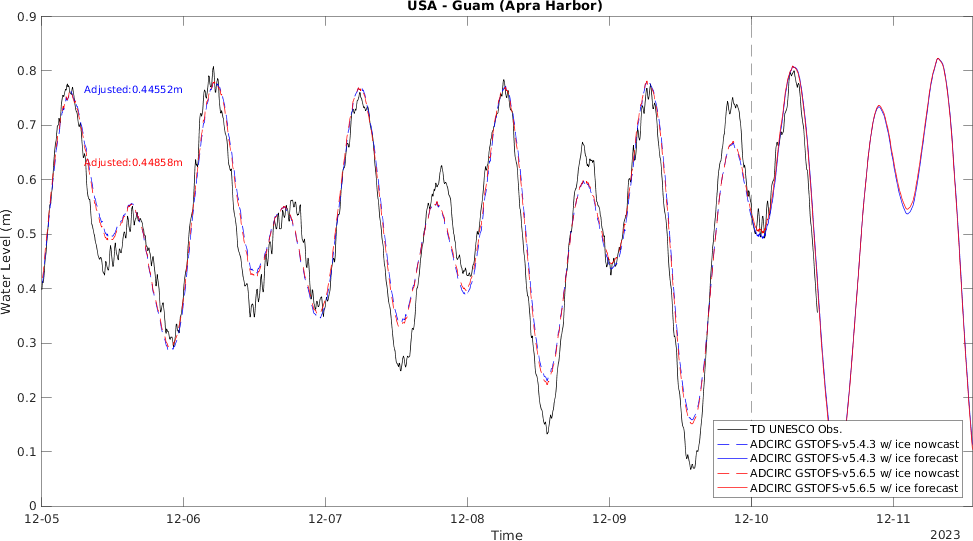 USA - Guam (Apra Harbor)
0.9
0.8
0.7
0.6
0.5
0.4
0.3
0.2
0.1
0
Water Level (m)
Adjusted:0.44552m
Adjusted:0.44858m
TD UNESCO Obs.
ADCIRC GSTOFS-v5.4.3 w/ ice nowcast
ADCIRC GSTOFS-v5.4.3 w/ ice forecast
ADCIRC GSTOFS-v5.6.5 w/ ice nowcast
ADCIRC GSTOFS-v5.6.5 w/ ice forecast
12-05 12-06 12-07 12-08 12-09 12-10 12-11
Time
2023